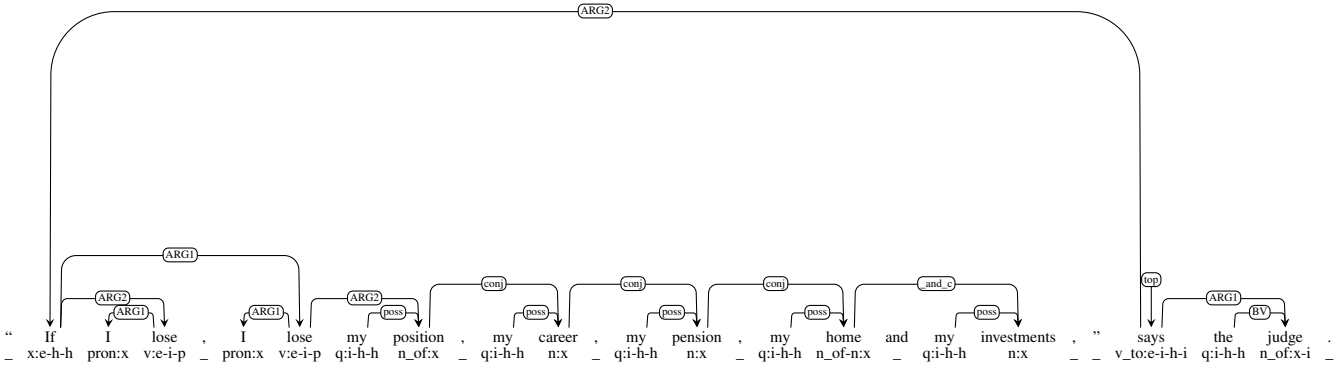 ARG2
ARG1 top
ARG2 ARG2 conj conj conj _and_c ARG1
ARG1 ARG1 poss poss poss poss poss BV
“ If I lose , I lose my position , my career , my pension , my home and my investments , ” says the judge .
_ x:e-h-h pron:x v:e-i-p _ pron:x v:e-i-p q:i-h-h n_of:x _ q:i-h-h n:x _ q:i-h-h n:x _ q:i-h-h n_of-n:x _ q:i-h-h n:x _ _ v_to:e-i-h-i q:i-h-h n_of:x-i _